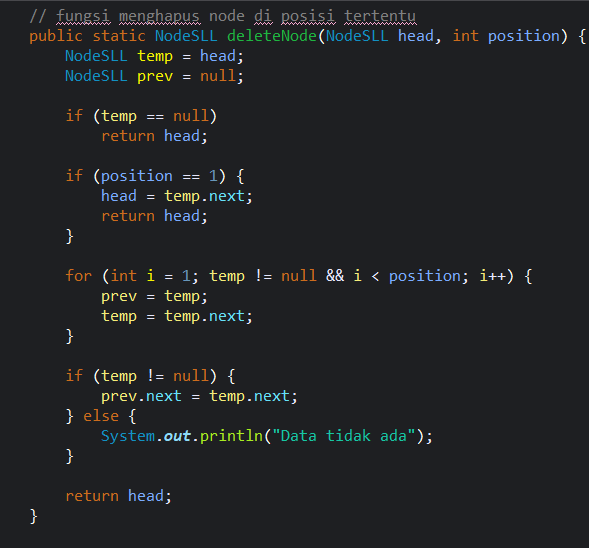 // fungsi menghapus node di posisi tertentu
public static NodeSLL deleteNode(NodeSLL head, int position) {
    NodeSLL temp = head;
    NodeSLL prev = null;

    if (temp == null)
        return head;

    if (position == 1) {
        head = temp.next;
        return head;
    }

    for (int i = 1; temp != null && i < position; i++) {
        prev = temp;
        temp = temp.next;
    }

    if (temp != null) {
        prev.next = temp.next;
    } else {
        System.out.println("Data tidak ada");
    }

    return head;
}